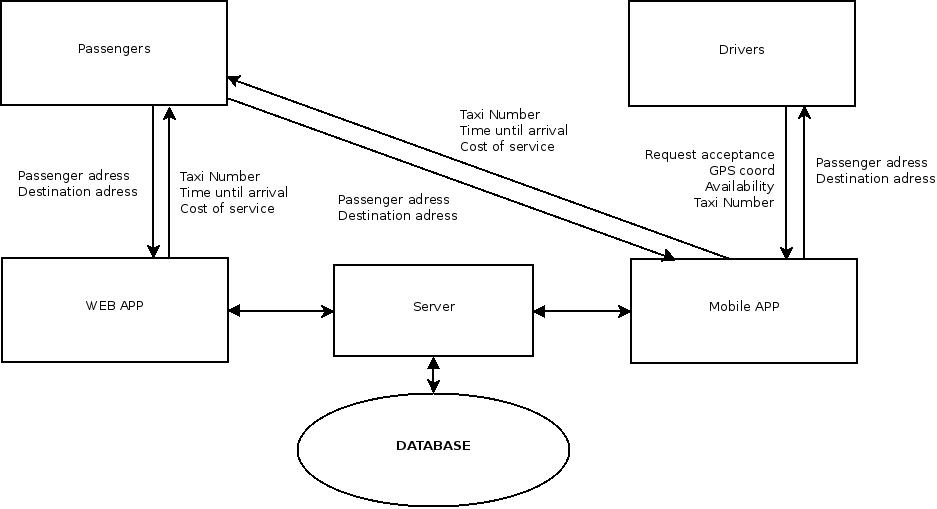 Passengers
Drivers
Taxi Number
Time until arrival
Cost of service
Request acceptance
GPS coord
Availability
Taxi Number
Passenger adress
Destination adress
Passenger adress
Destination adress
Taxi Number
Time until arrival
Cost of service
Passenger adress
Destination adress
WEB APP
Server
Mobile APP
DATABASE